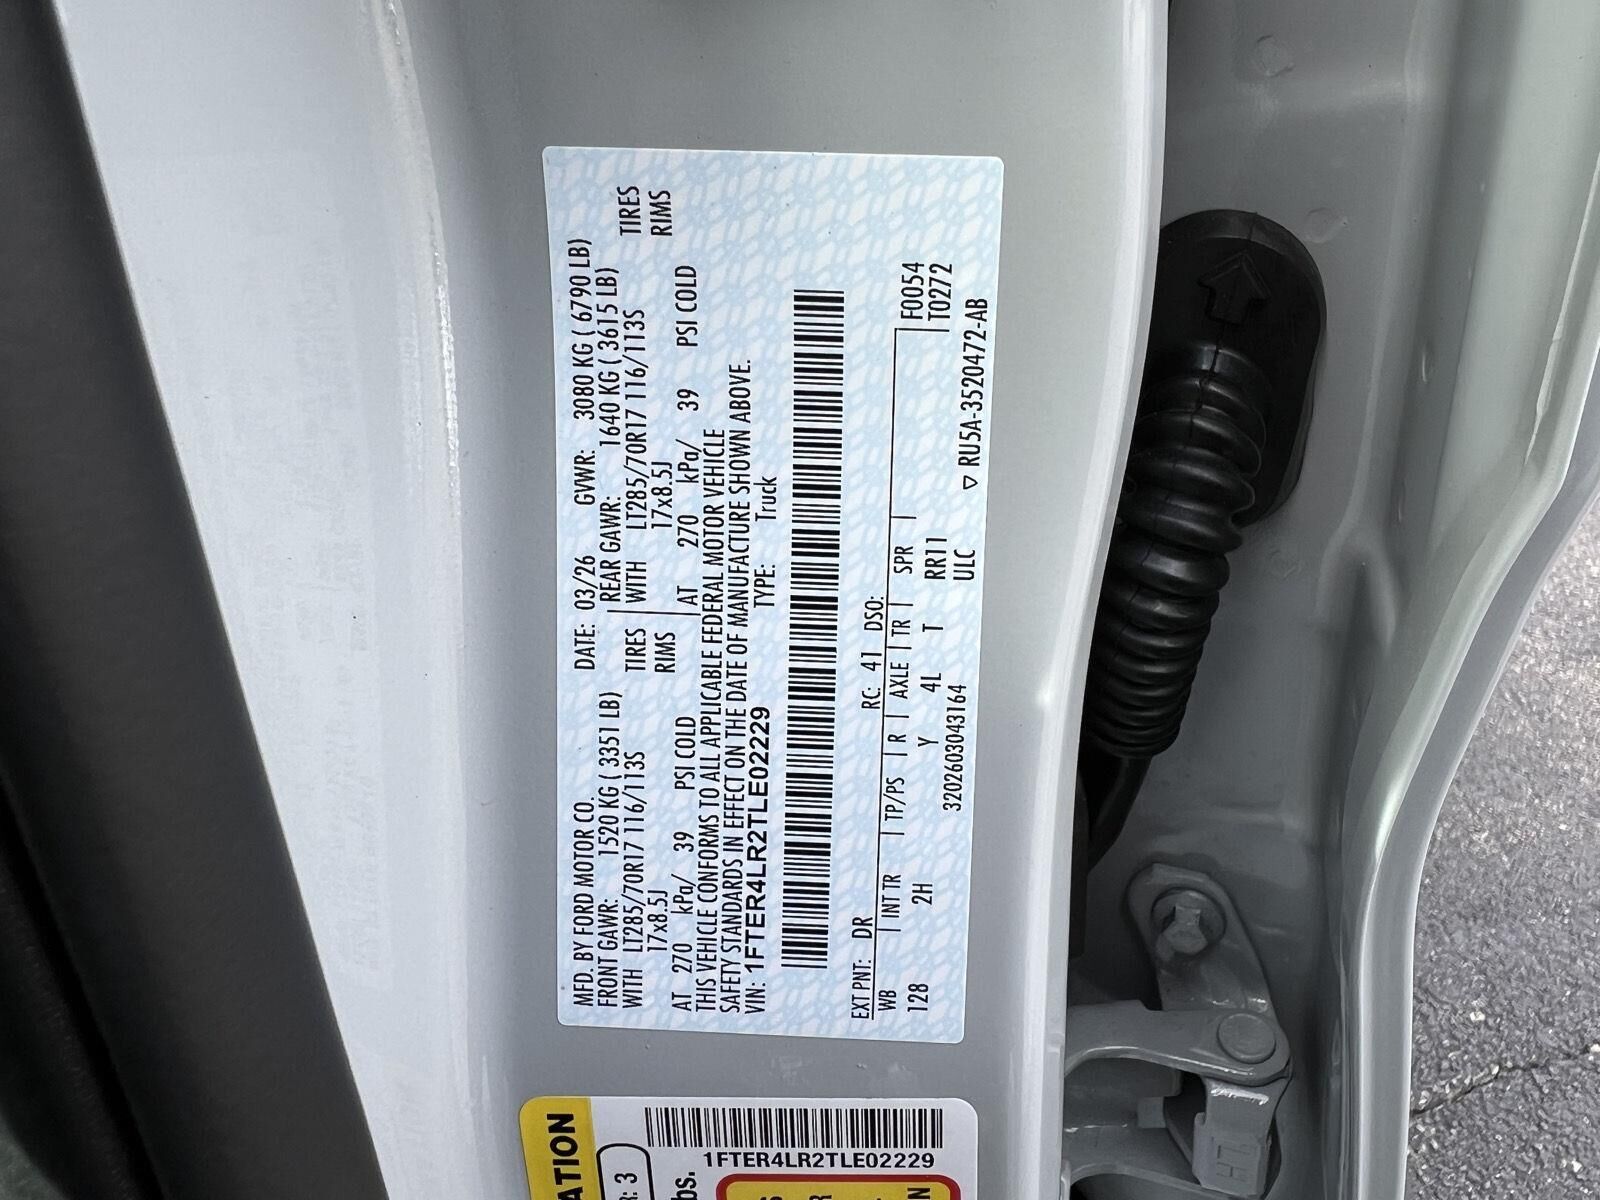 MFD. BY FORD MOTOR CO.
DATE: 03/26 GVWR: 3080 KG ( 6790 LB)
FRONT GAWR: 1520 KG ( 3351 LB)
WITH LT285/70R17 116/113S TIRES
17x8.5J RIMS
AT 270 kPa/ 39 PSI COLD
REAR GAWR: 1640 KG ( 3615 LB)
WITH LT285/70R17 116/113S TIRES
17x8.5J RIMS
AT 270 kPa/ 39 PSI COLD
THIS VEHICLE CONFORMS TO ALL APPLICABLE FEDERAL MOTOR VEHICLE
SAFETY STANDARDS IN EFFECT ON THE DATE OF MANUFACTURE SHOWN ABOVE.
VIN: 1FTER4LR2TLE02229 TYPE: Truck
EXT PNT: DR RC: 41 DSO:
WB INT TR TP/PS R AXLE TR SPR F0054
128 2H Y 4L T RR11 T0272
3202603043164 ULC ▽ RU5A-3520472-AB
ATION
R: 3
bs.
1FTER4LR2TLE02229